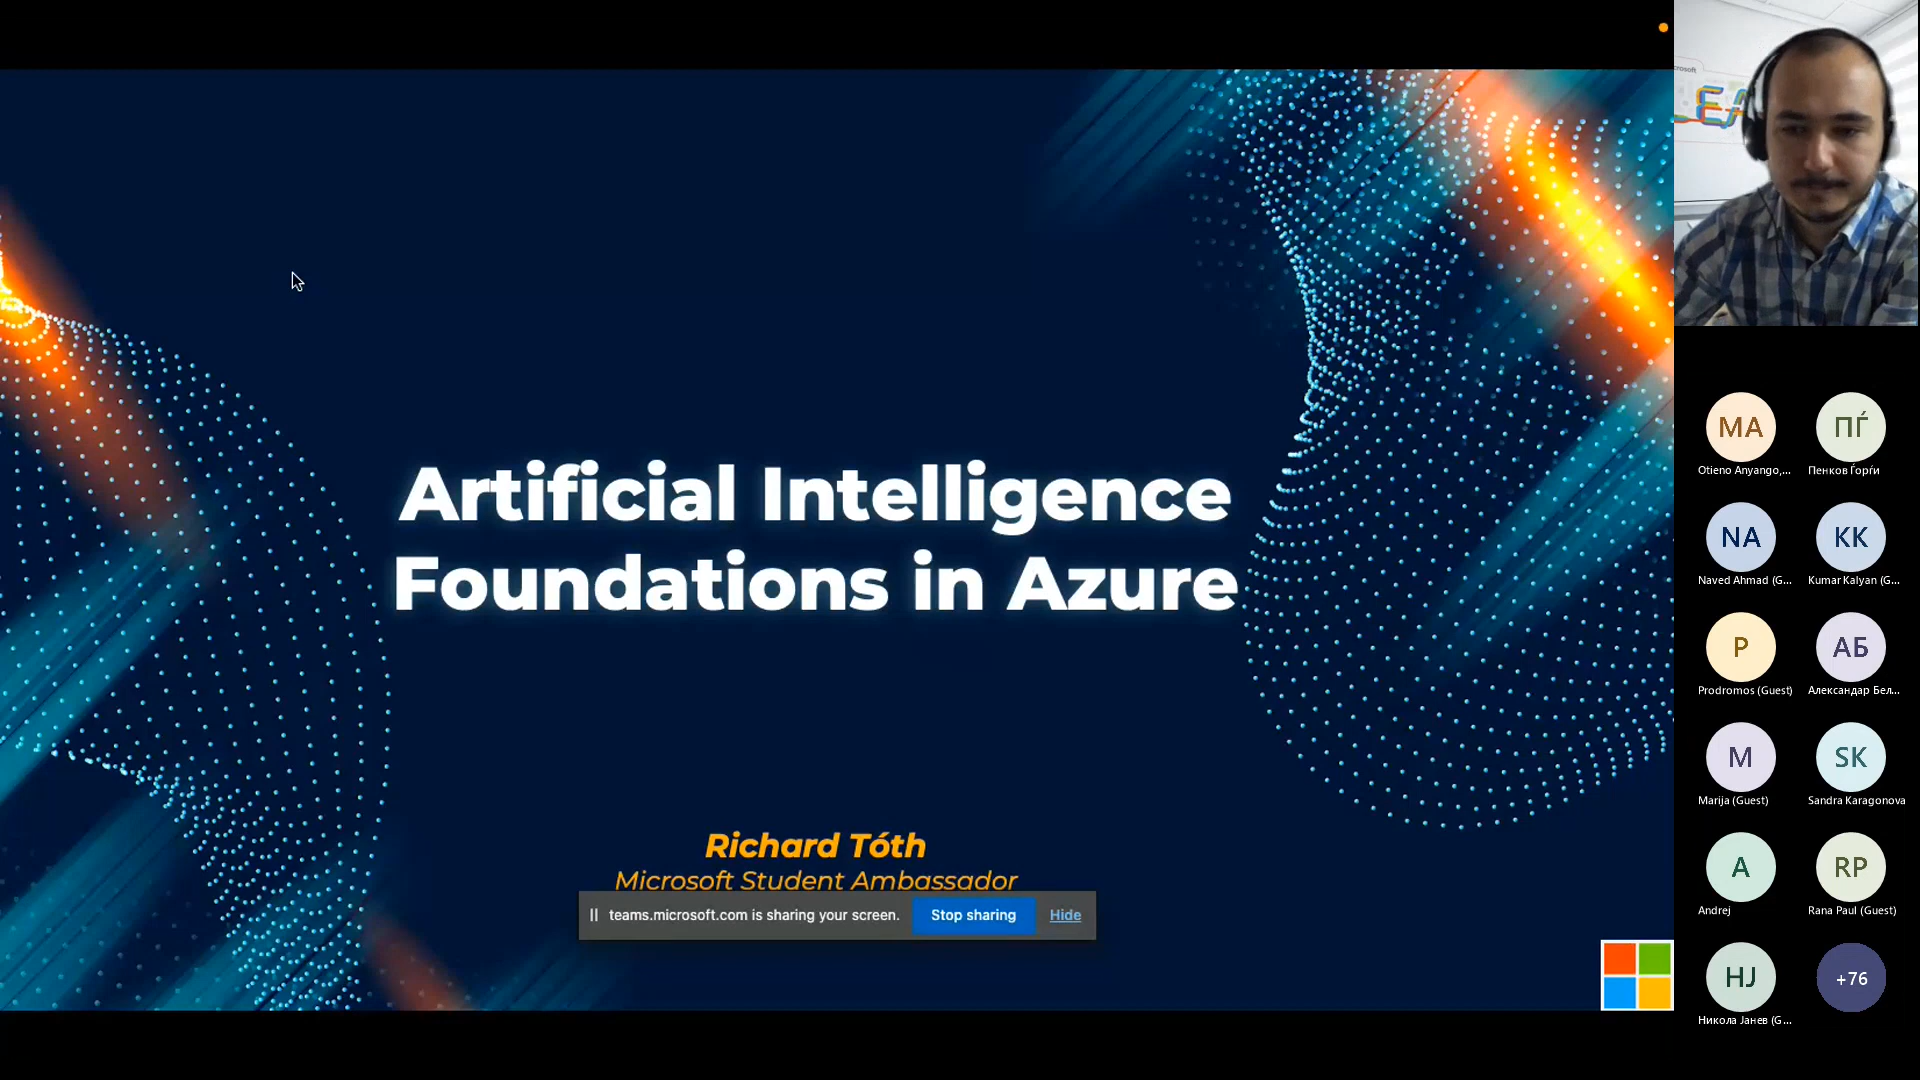 Artificial Intelligence
Foundations in Azure
Richard Tóth
Microsoft Student Ambassador
teams.microsoft.com is sharing your screen.
Stop sharing
Hide
MA
Otieno Anyango,...
ПЃ
Пенков Ѓорѓи
NA
Naved Ahmad (G...
KK
Kumar Kalyan (G...
P
Prodromos (Guest)
АБ
Александар Бел...
M
Marija (Guest)
SK
Sandra Karagonova
A
Andrej
RP
Rana Paul (Guest)
НЈ
Никола Јанев (G...
+76